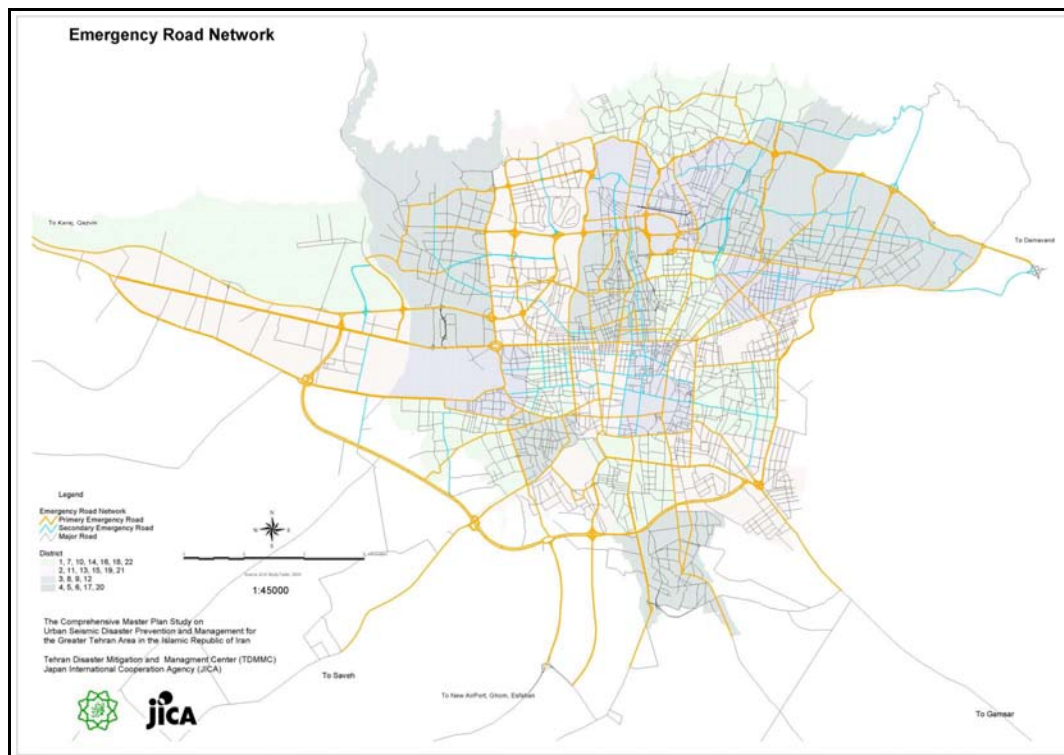 Emergency Road Network
To Karaj, Qazvin
To Damavand
Legend
Emergency Road Network
Primery Emergency Road
Secondary Emergency Road
Major Road
District
1, 7, 10, 14, 16, 18, 22
2, 11, 13, 15, 19, 21
3, 8, 9, 12
4, 5, 6, 17, 20
N
W
E
S
1:45000
The Comprehensive Master Plan Study on
Urban Seismic Disaster Prevention and Management for
the Greater Tehran Area in the Islamic Republic of Iran
Tehran Disaster Mitigation and Managment Center (TDMMC)
Japan International Cooperation Agency (JICA)
To Saveh
To New AirPort, Ghom, Esfahan
To Gamsar
JICA